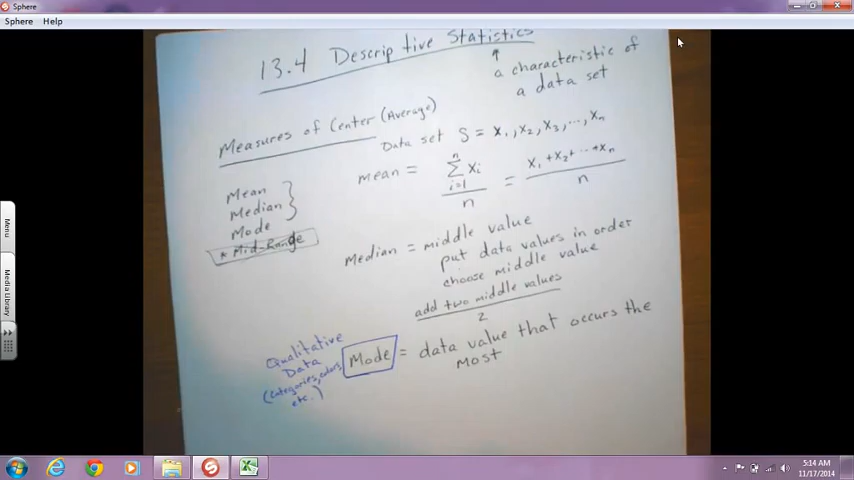 Sphere
Sphere Help
13.4 Descriptive Statistics
a characteristic of
a data set
Measures of Center (Average)
Data set S = x₁, x₂, x₃, ..., xₙ
mean = n Σ i=1 xᵢ / n = x₁ + x₂ + ... + xₙ / n
Mean
Median
Mode
* Mid-Range
Median = middle value
put data values in order
choose middle value
add two middle values
2
Qualitative
Data
(categories, colors,
etc.)
Mode = data value that occurs the
most
Menu
Media Library
5:14 AM
11/17/2014